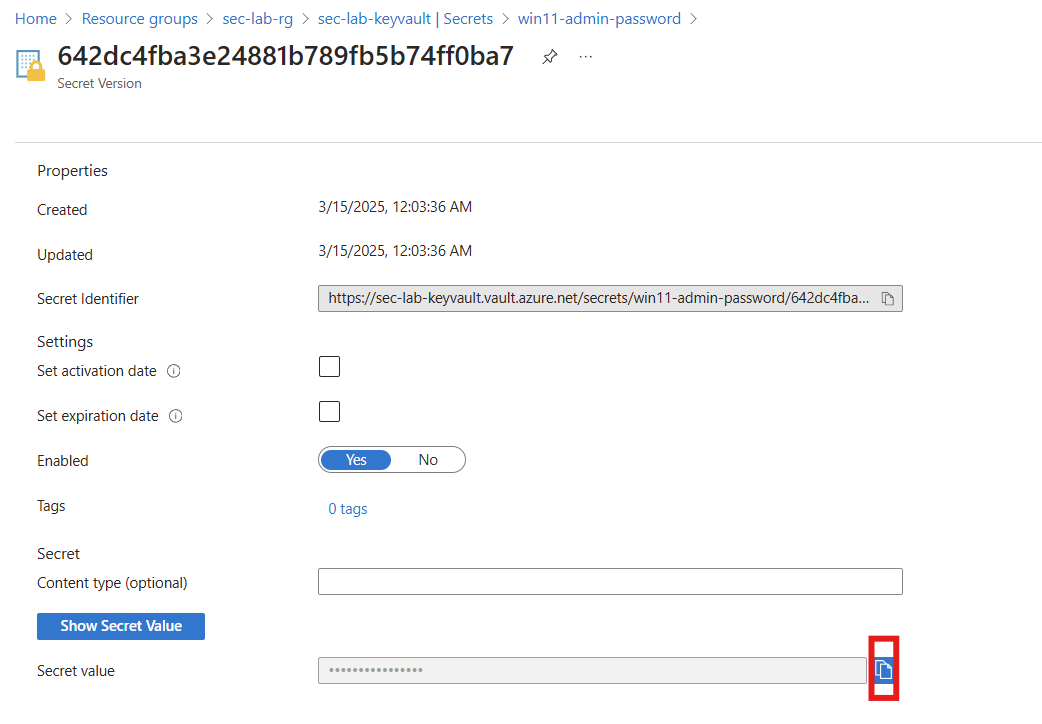 Home > Resource groups > sec-lab-rg > sec-lab-keyvault | Secrets > win11-admin-password >
642dc4fba3e24881b789fb5b74ff0ba7 ...
Secret Version
Properties
Created 3/15/2025, 12:03:36 AM
Updated 3/15/2025, 12:03:36 AM
Secret Identifier https://sec-lab-keyvault.vault.azure.net/secrets/win11-admin-password/642dc4fba...
Settings
Set activation date
Set expiration date
Enabled Yes No
Tags 0 tags
Secret
Content type (optional)
Show Secret Value
Secret value ••••••••••••••••